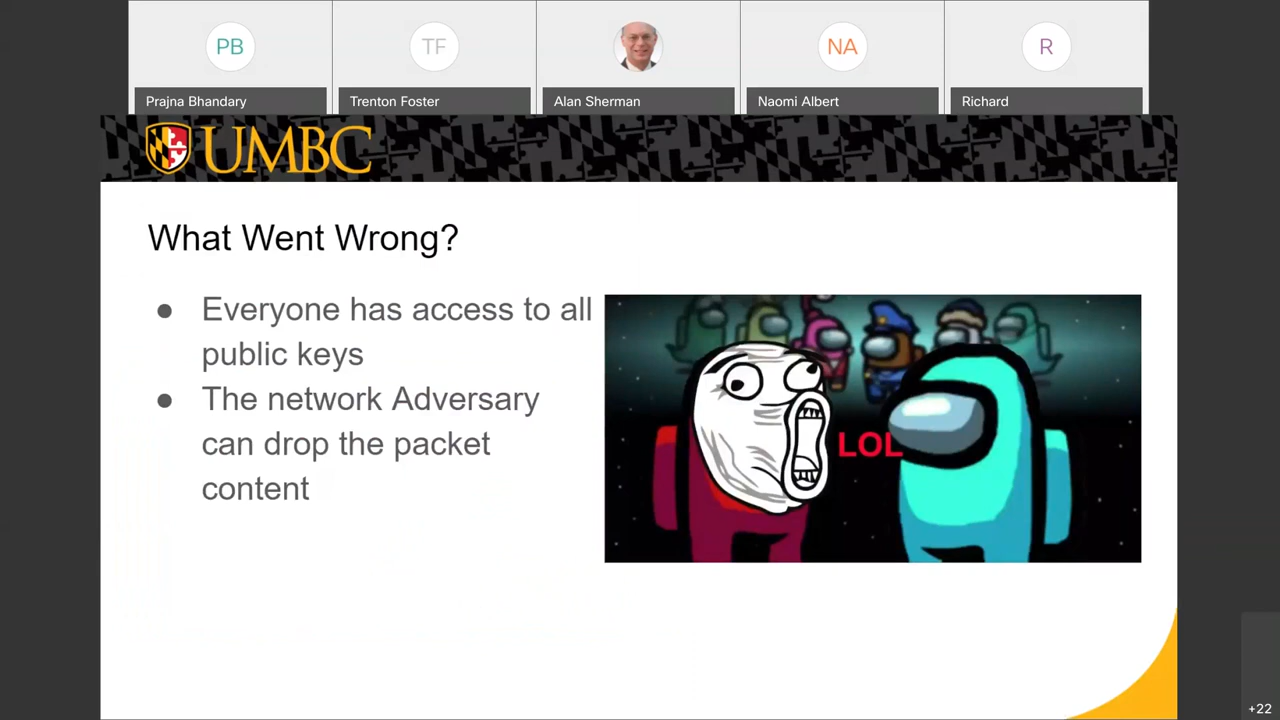 PB
TF
NA
R
Prajna Bhandary
Trenton Foster
Alan Sherman
Naomi Albert
Richard
UMBC
What Went Wrong?
● Everyone has access to all
public keys
● The network Adversary
can drop the packet
content
LOL
+22